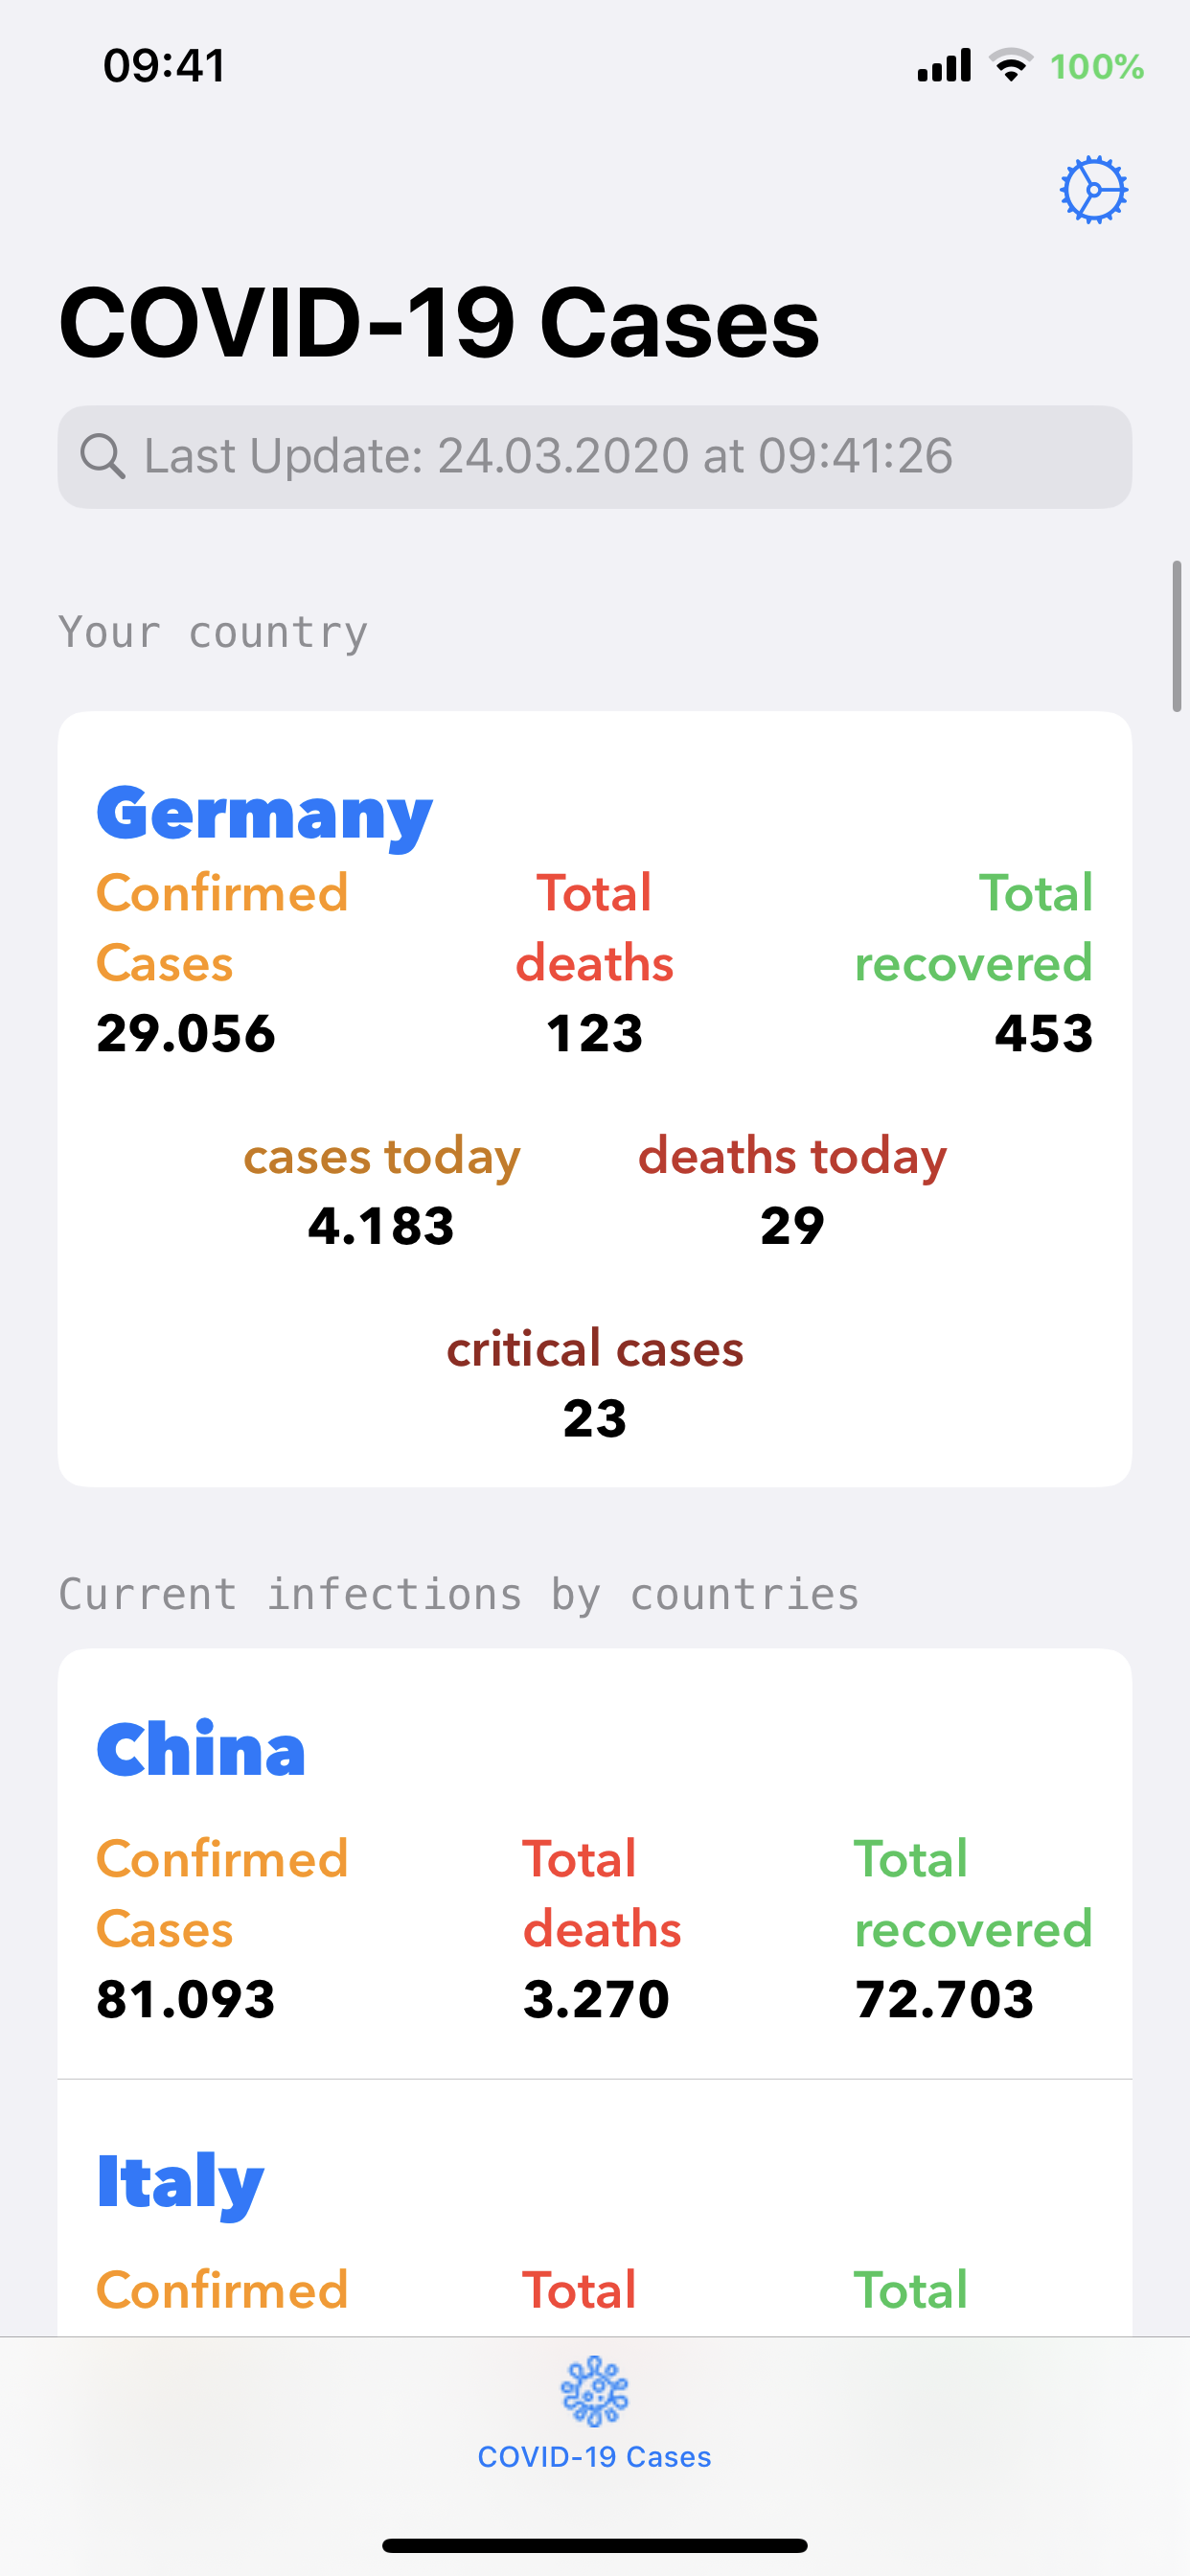 09:41
100%
COVID-19 Cases
Last Update: 24.03.2020 at 09:41:26
Your country
Germany
Confirmed Total Total
Cases deaths recovered
29.056 123 453
cases today deaths today
4.183 29
critical cases
23
Current infections by countries
China
Confirmed Total Total
Cases deaths recovered
81.093 3.270 72.703
Italy
Confirmed Total Total
COVID-19 Cases